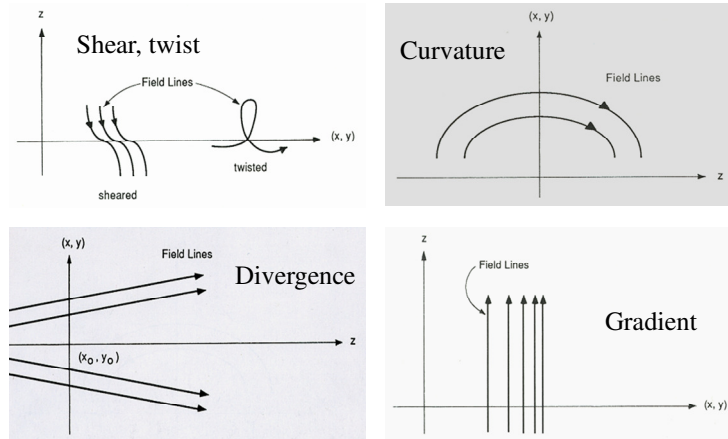 z
Shear, twist
Field Lines
(x, y)
twisted
sheared
(x, y)
Curvature
Field Lines
z
(x, y)
Field Lines
Divergence
z
(x₀, y₀)
z
Field Lines
Gradient
(x, y)